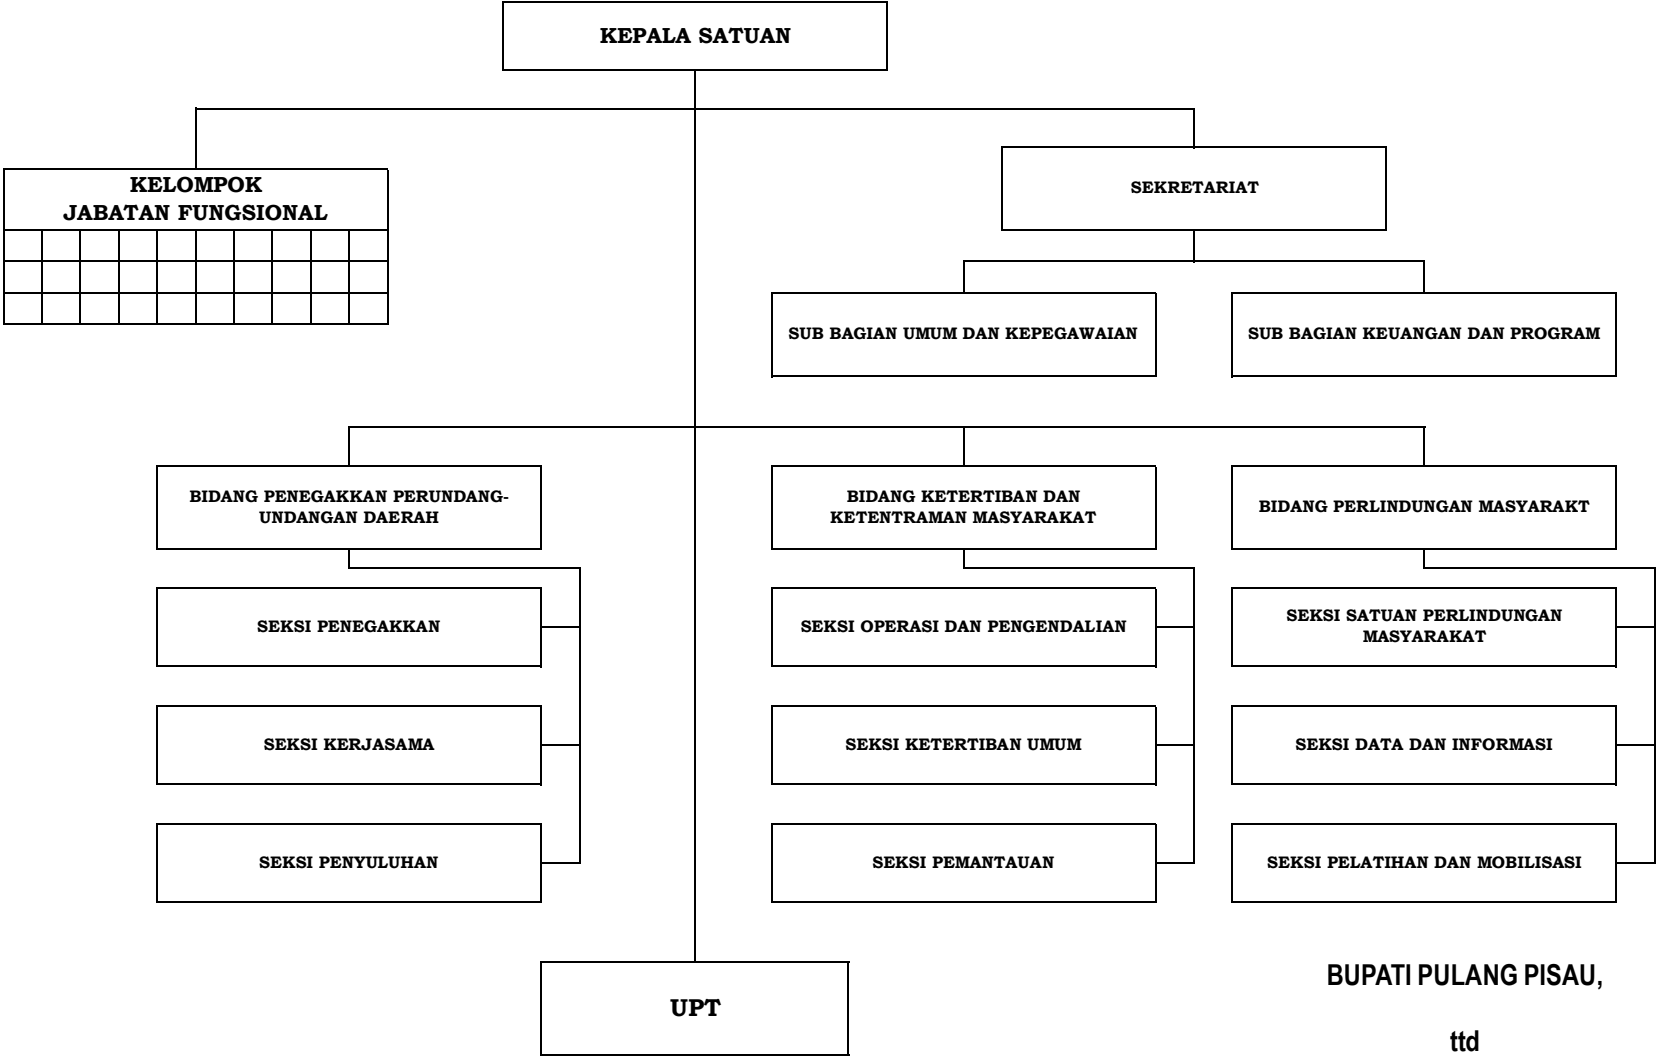 KEPALA SATUAN
KELOMPOK
JABATAN FUNGSIONAL
SEKRETARIAT
SUB BAGIAN UMUM DAN KEPEGAWAIAN
SUB BAGIAN KEUANGAN DAN PROGRAM
BIDANG PENEGAKKAN PERUNDANG-
UNDANGAN DAERAH
BIDANG KETERTIBAN DAN
KETENTRAMAN MASYARAKAT
BIDANG PERLINDUNGAN MASYARAKT
SEKSI PENEGAKKAN
SEKSI OPERASI DAN PENGENDALIAN
SEKSI SATUAN PERLINDUNGAN
MASYARAKAT
SEKSI KERJASAMA
SEKSI KETERTIBAN UMUM
SEKSI DATA DAN INFORMASI
SEKSI PENYULUHAN
SEKSI PEMANTAUAN
SEKSI PELATIHAN DAN MOBILISASI
UPT
BUPATI PULANG PISAU,
ttd